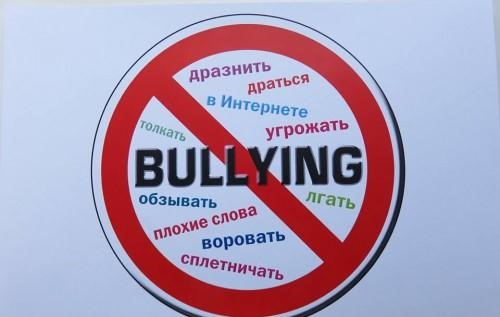 дразнить
драться
в Интернете
угрожать
толкать
BULLYING
обзывать
лгать
плохие слова
воровать
сплетничать